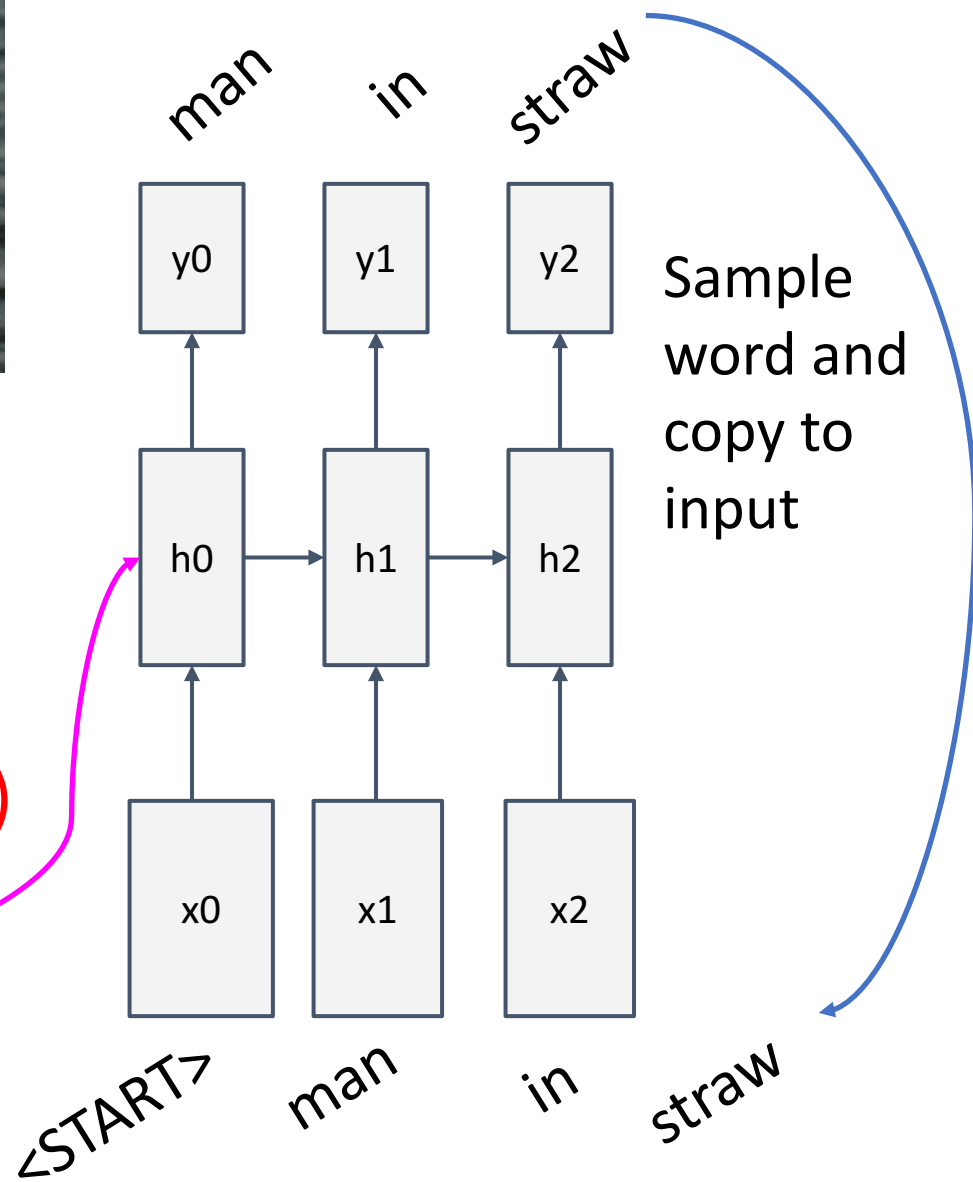 man in straw
y0 y1 y2
Sample
word and
copy to
input
h0 h1 h2
x0 x1 x2
<START> man in straw